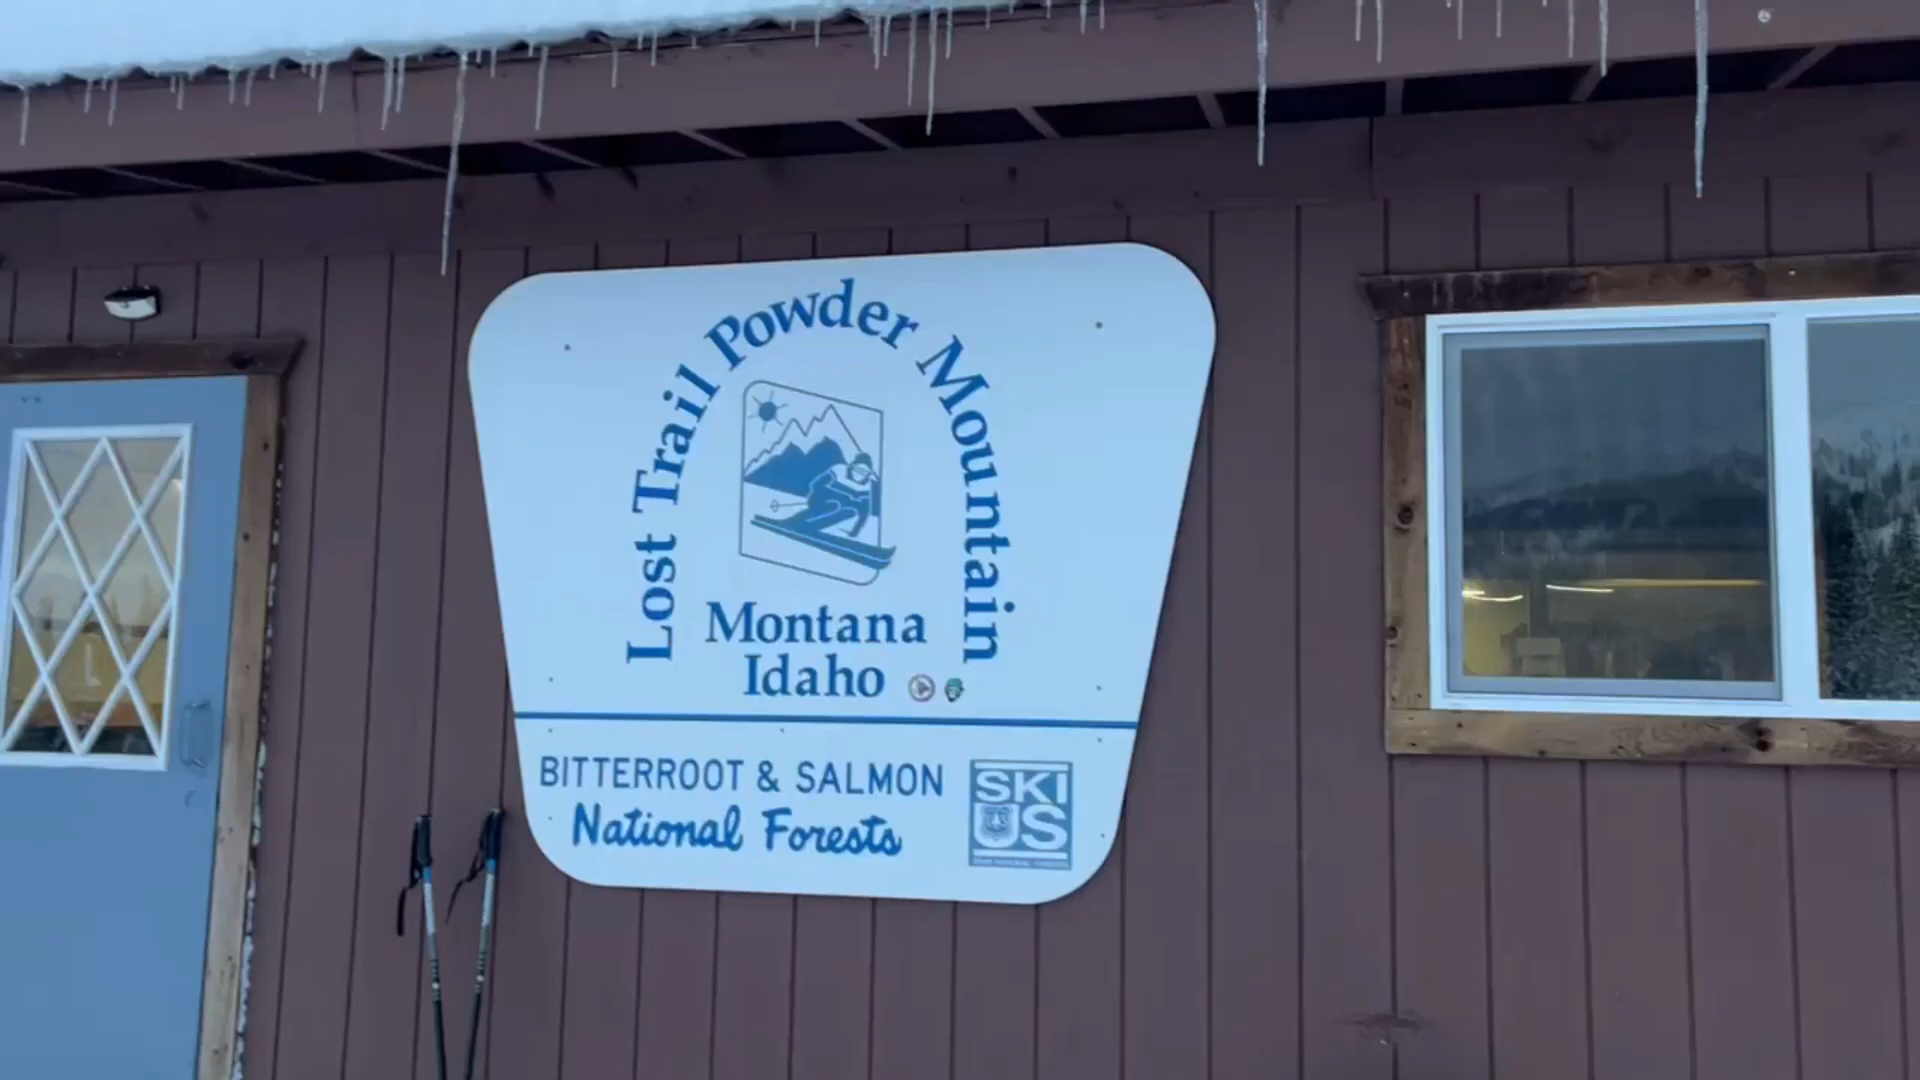 Lost Trail Powder Mountain
Montana
Idaho
BITTERROOT & SALMON
National Forests
SKI
US